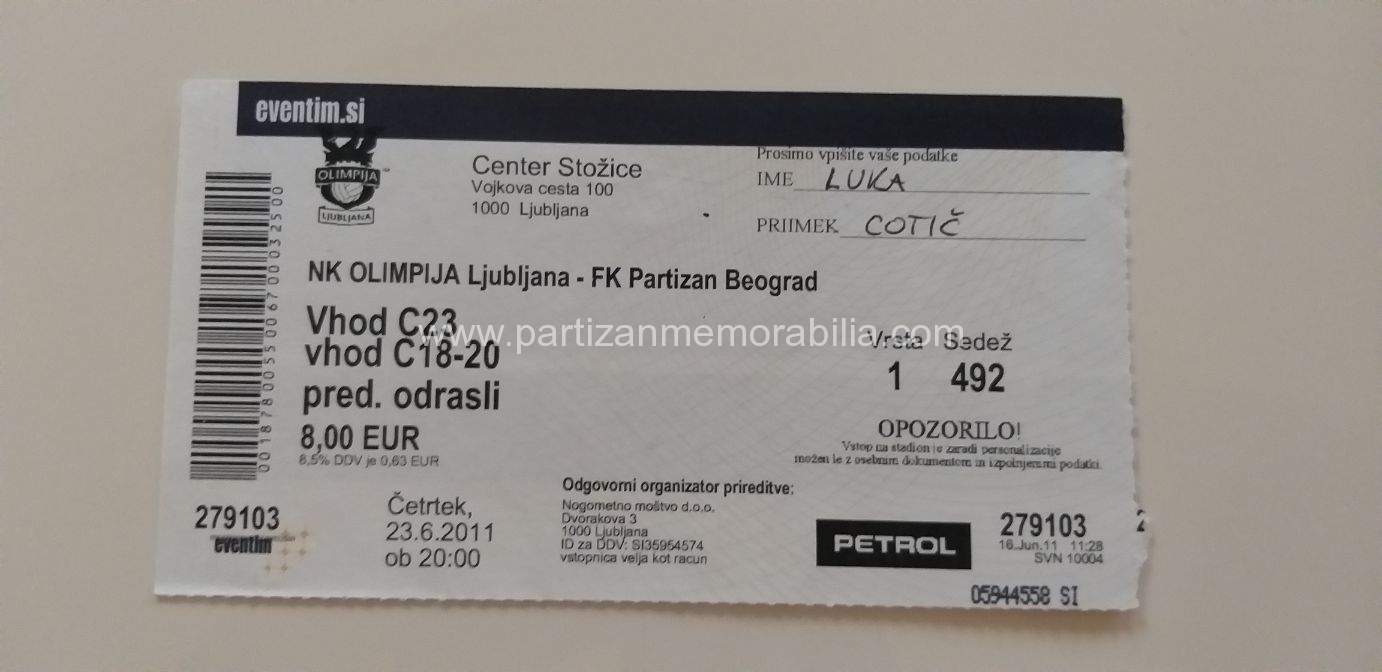 eventim.si
OLIMPIJA
LJUBLJANA
Center Stožice
Vojkova cesta 100
1000 Ljubljana
Prosimo vpišite vaše podatke
IME LUKA
PRIIMEK COTIČ
NK OLIMPIJA Ljubljana - FK Partizan Beograd
Vhod C23
www.partizanmemorabilia.com
vhod C18-20
pred. odrasli
8,00 EUR
8,5% DDV je 0,63 EUR
Vrsta Sedež
1 492
OPOZORILO!
Vstop na stadion je zaradi personalizacije
možen le z osebnim dokumentom in izpolnjenimi podatki.
0018780055006700032500
279103
eventim
Četrtek,
23.6.2011
ob 20:00
Odgovorni organizator prireditve:
Nogometno moštvo d.o.o.
Dvorakova 3
1000 Ljubljana
ID za DDV: SI35954574
vstopnica velja kot račun
PETROL
279103
16.Jun.11 11:28
SVN 10004
05944558 SI